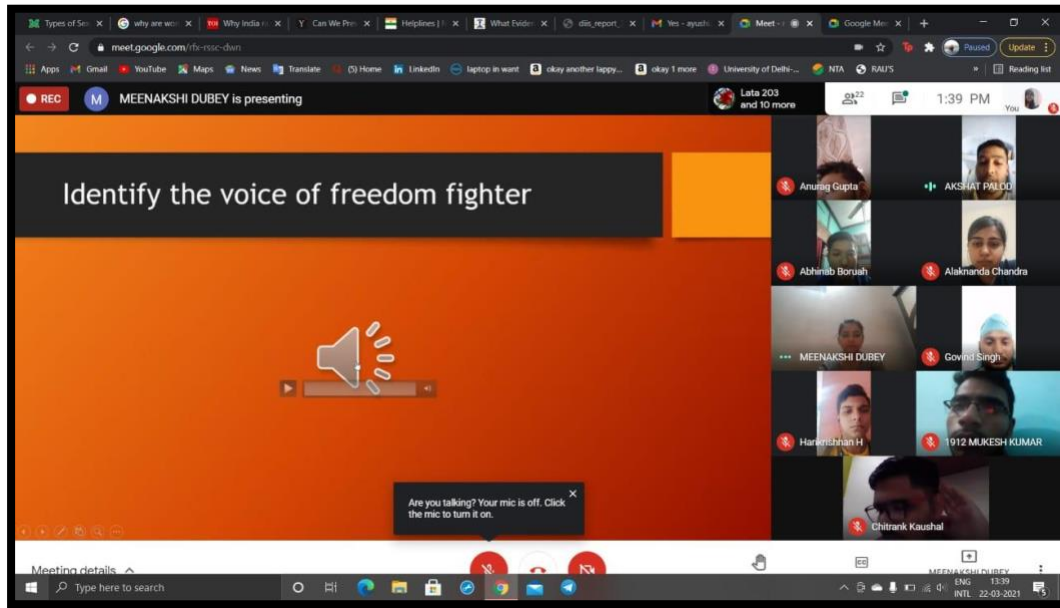 Types of Se
why are wo
Why India
Can We Pre
Helplines |
What Evide
diis_report_
Yes - ayush
Meet -
Google Mee
meet.google.com/rfx-rssc-dwn
Paused
Update
Apps
Gmail
YouTube
Maps
News
Translate
(5) Home
LinkedIn
laptop in want
okay another lappy...
okay 1 more
University of Delhi-...
NTA
RAU'S
»
Reading list
REC
M
MEENAKSHI DUBEY is presenting
Lata 203
and 10 more
22
1:39 PM
You
Identify the voice of freedom fighter
Anurag Gupta
AKSHAT PALOD
Abhinab Boruah
Alaknanda Chandra
MEENAKSHI DUBEY
Govind Singh
Harikrishhan H
1912 MUKESH KUMAR
Chitrank Kaushal
Are you talking? Your mic is off. Click
the mic to turn it on.
Meeting details
MEENAKSHI DUBEY
Type here to search
ENG
INTL
13:39
22-03-2021